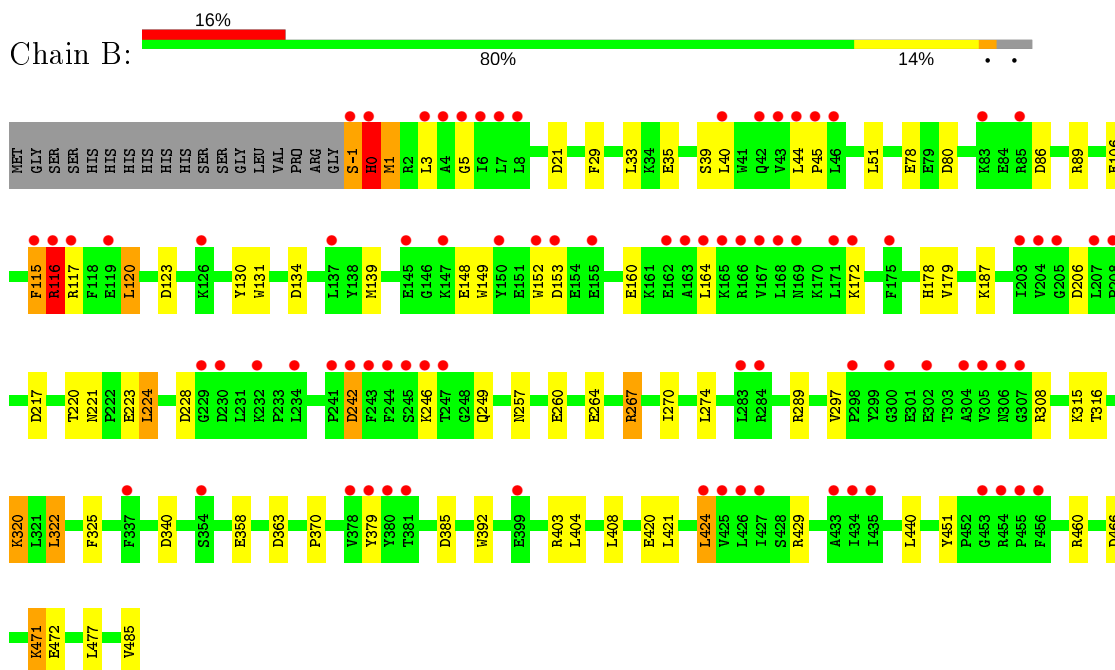 16%
Chain B:
80% 14% • •
MET GLY SER SER HIS HIS HIS HIS HIS HIS SER SER GLY LEU VAL PRO ARG GLY S-1 H0 M1 R2 L3 A4 G5 I6 L7 L8 D21 F29 L33 K34 E35 S39 L40 W41 Q42 V43 L44 P45 L46 L51 E78 E79 D80 K83 E84 R85 D86 R89
F115 R116 R117 F118 E119 L120 D123 K126 Y130 W131 D134 L137 Y138 M139 E145 G146 K147 E148 W149 Y150 E151 W152 D153 E154 E155 E160 K161 E162 A163 L164 K165 R166 V167 L168 N169 K170 L171 K172 F175 H178 V179 K187 I203 V204 G205 D206 L207 P208
D217 T220 N221 P222 E223 L224 D228 G229 D230 L231 K232 P233 L234 P241 D242 F243 F244 S245 K246 T247 G248 Q249 N257 E260 E264 R267 I270 L274 L283 R284 R289 V297 P298 Y299 G300 E301 E302 T303 A304 V305 N306 G307 R308 K315 T316
K320 L321 L322 F325 F337 D340 S354 E358 D363 P370 V378 Y379 Y380 T381 D385 W392 E399 R403 L404 L408 E420 L421 L424 V425 L426 I427 S428 R429 A433 I434 I435 L440 Y451 P452 G453 R454 P455 F456 R460 D466
K471 E472 L477 V485